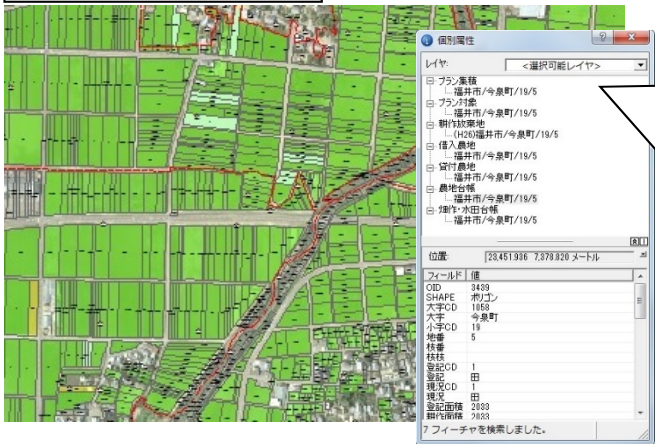 個別属性
レイヤ: <選択可能レイヤ>
プラン集積
福井市/今泉町/19/5
プラン対象
福井市/今泉町/19/5
耕作放棄地
(H26)福井市/今泉町/19/5
借入農地
福井市/今泉町/19/5
貸付農地
福井市/今泉町/19/5
農地台帳
福井市/今泉町/19/5
畑作・水田台帳
福井市/今泉町/19/5
位置: 23,451.936 7,378.820 メートル
フィールド 値
OID 3439
SHAPE ポリゴン
大字CD 1058
大字 今泉町
小字CD 19
地番 5
枝番
枝枝
登記CD 1
登記 田
現況CD 1
現況 田
登記面積 2033
耕作面積 2033
7 フィーチャを検索しました。